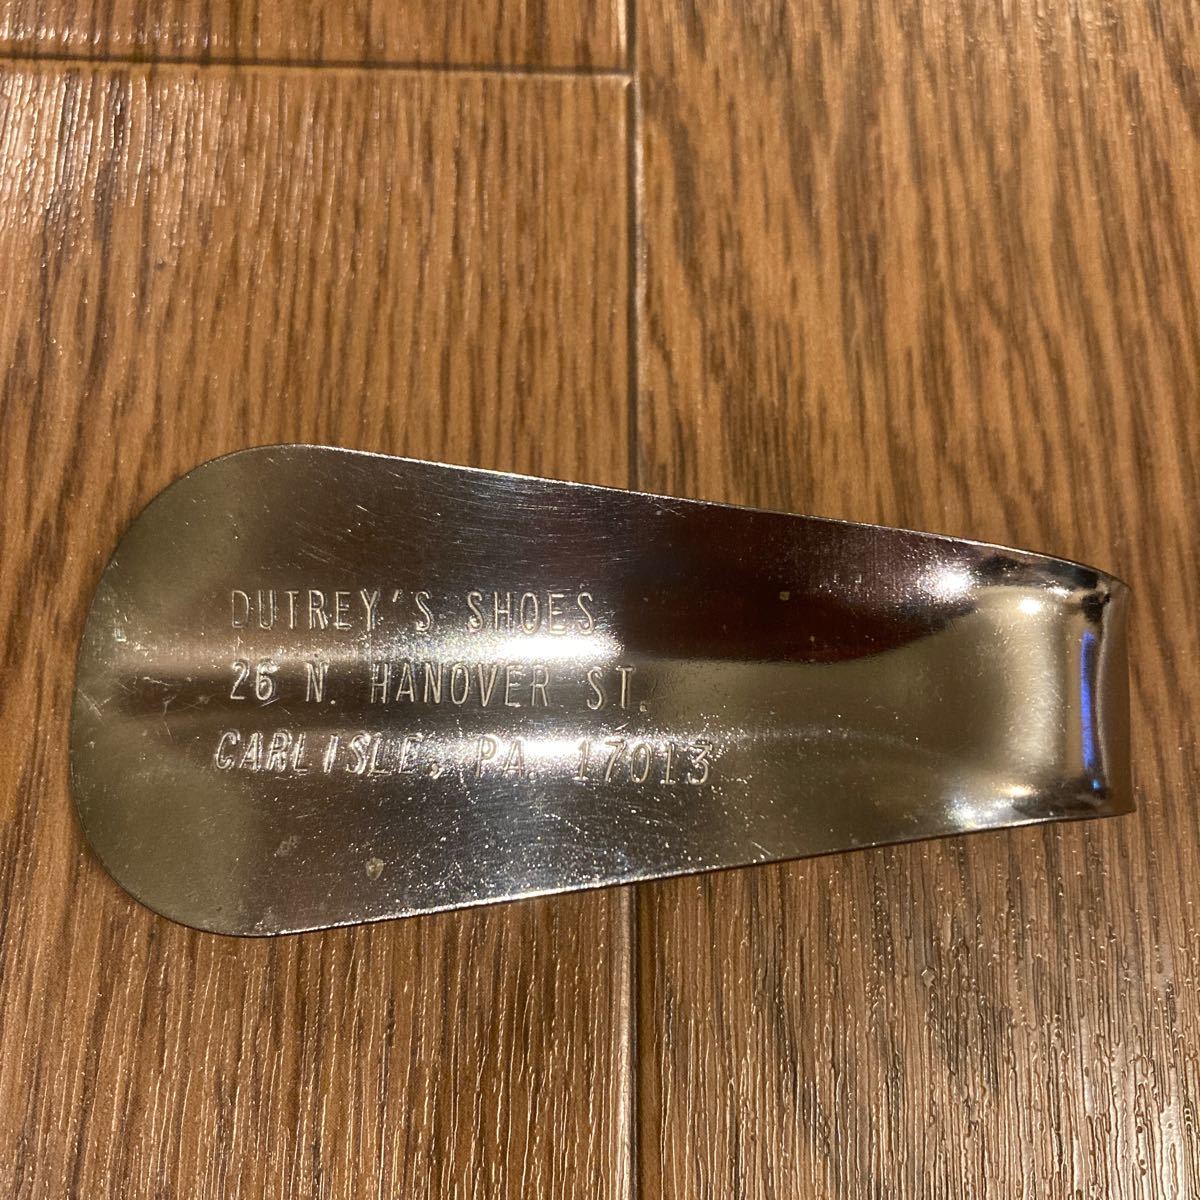 DUTREY'S SHOES
26 N. HANOVER ST.
CARLISLE, PA. 17013